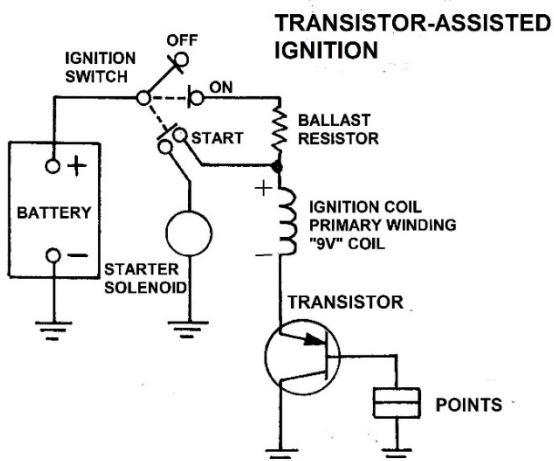 TRANSISTOR-ASSISTED
IGNITION
OFF
IGNITION
SWITCH
ON
BALLAST
RESISTOR
START
+
+
BATTERY
IGNITION COIL
PRIMARY WINDING
"9V" COIL
−
−
STARTER
SOLENOID
TRANSISTOR
POINTS